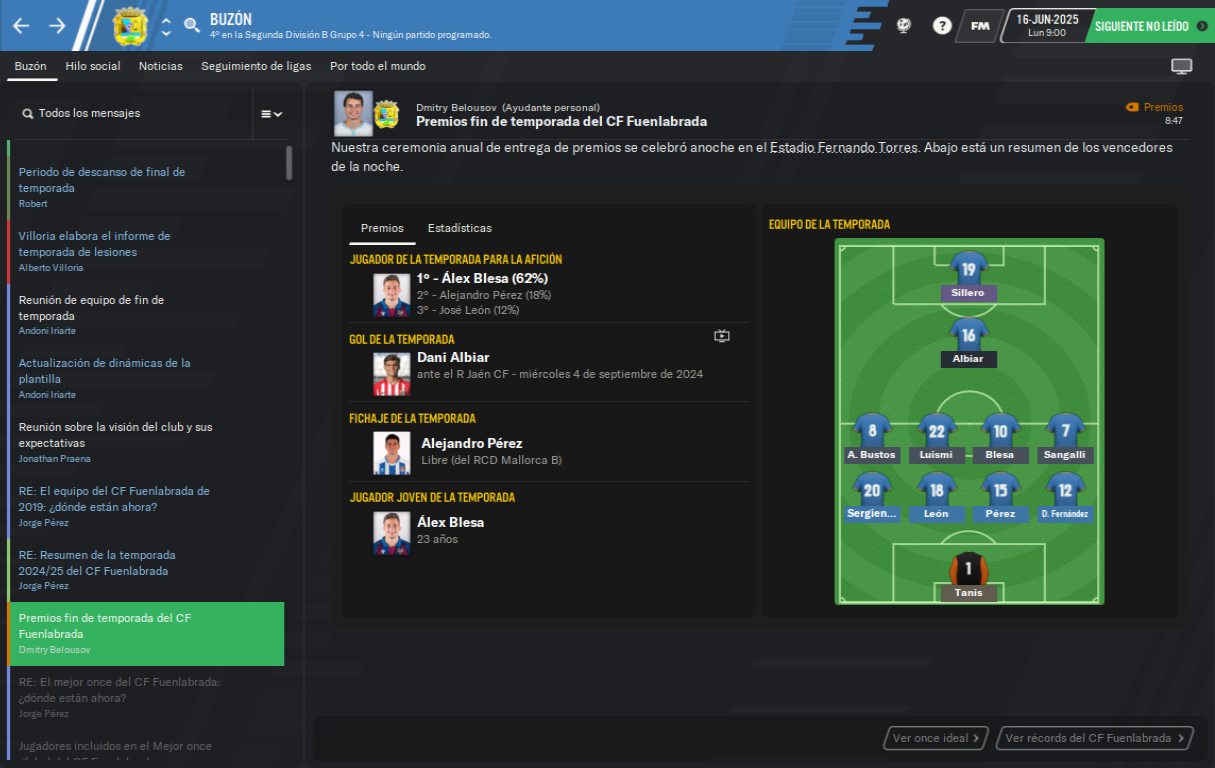 BUZÓN
4º en la Segunda División B Grupo 4 - Ningún partido programado.
?
FM
16-JUN-2025
Lun 9:00
SIGUIENTE NO LEÍDO
Buzón
Hilo social
Noticias
Seguimiento de ligas
Por todo el mundo
Todos los mensajes
Periodo de descanso de final de
temporada
Robert
Villoria elabora el informe de
temporada de lesiones
Alberto Villoria
Reunión de equipo de fin de
temporada
Andoni Iriarte
Actualización de dinámicas de la
plantilla
Andoni Iriarte
Reunión sobre la visión del club y sus
expectativas
Jonathan Praena
RE: El equipo del CF Fuenlabrada de
2019: ¿dónde están ahora?
Jorge Pérez
RE: Resumen de la temporada
2024/25 del CF Fuenlabrada
Jorge Pérez
Premios fin de temporada del CF
Fuenlabrada
Dmitry Belousov
RE: El mejor once del CF Fuenlabrada:
¿dónde están ahora?
Jorge Pérez
Jugadores incluidos en el Mejor once
Dmitry Belousov (Ayudante personal)
Premios fin de temporada del CF Fuenlabrada
Premios
8:47
Nuestra ceremonia anual de entrega de premios se celebró anoche en el Estadio Fernando Torres. Abajo está un resumen de los vencedores
de la noche.
Premios
Estadísticas
JUGADOR DE LA TEMPORADA PARA LA AFICIÓN
1º - Álex Blesa (62%)
2º - Alejandro Pérez (18%)
3º - José León (12%)
GOL DE LA TEMPORADA
Dani Albiar
ante el R Jaén CF - miércoles 4 de septiembre de 2024
FICHAJE DE LA TEMPORADA
Alejandro Pérez
Libre (del RCD Mallorca B)
JUGADOR JOVEN DE LA TEMPORADA
Álex Blesa
23 años
EQUIPO DE LA TEMPORADA
19
Sillero
16
Albiar
8
22
10
7
A. Bustos
Luismi
Blesa
Sangalli
20
18
15
12
Sergien...
León
Pérez
D. Fernández
1
Tanis
Ver once ideal
Ver récords del CF Fuenlabrada